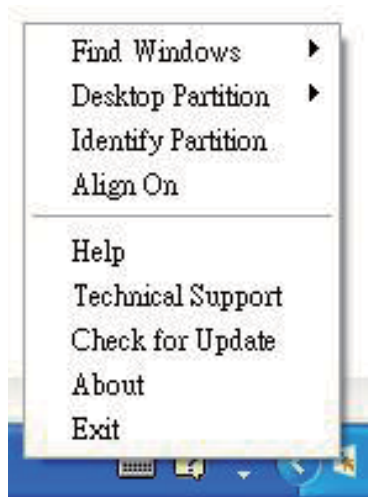 Find Windows
Desktop Partition
Identify Partition
Align On
Help
Technical Support
Check for Update
About
Exit